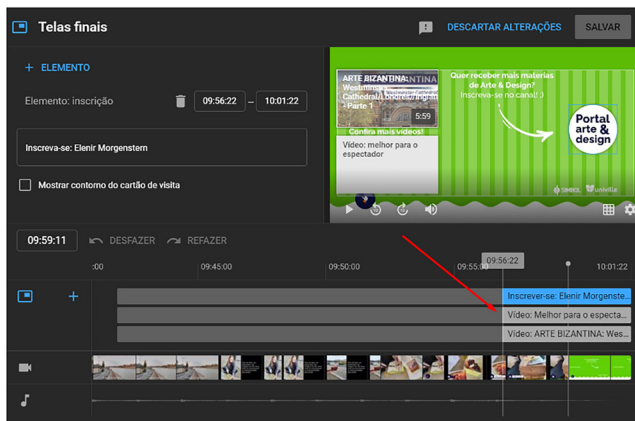 Telas finais
DESCARTAR ALTERAÇÕES
SALVAR
+ ELEMENTO
Elemento: inscrição
09:56:22 – 10:01:22
Inscreva-se: Elenir Morgenstern
Mostrar contorno do cartão de visita
ARTE BIZANTINA:
- Parte 1
5:59
Confira mais vídeos!
Vídeo: melhor para o
espectador
Quer receber mais materias
de Arte & Design?
Inscreva-se no canal! :)
Portal
arte &
design
univille
09:59:11
DESFAZER
REFAZER
:00
09:45:00
09:50:00
09:55:00
09:56:22
10:01:22
Inscrever-se: Elenir Morgenste...
Vídeo: Melhor para o especta...
Vídeo: ARTE BIZANTINA: Wes...